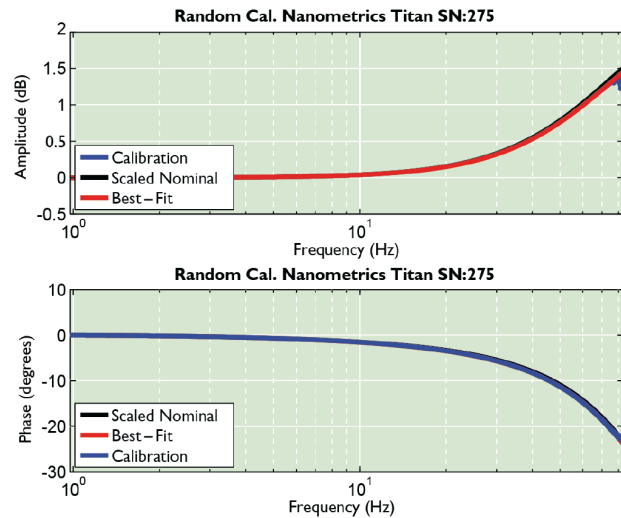 Random Cal. Nanometrics Titan SN:275
2
1.5
1
0.5
0
-0.5
Amplitude (dB)
Calibration
Scaled Nominal
Best-Fit
10⁰
10¹
Frequency (Hz)
Random Cal. Nanometrics Titan SN:275
10
0
-10
-20
-30
Phase (degrees)
Scaled Nominal
Best-Fit
Calibration
10⁰
10¹
Frequency (Hz)